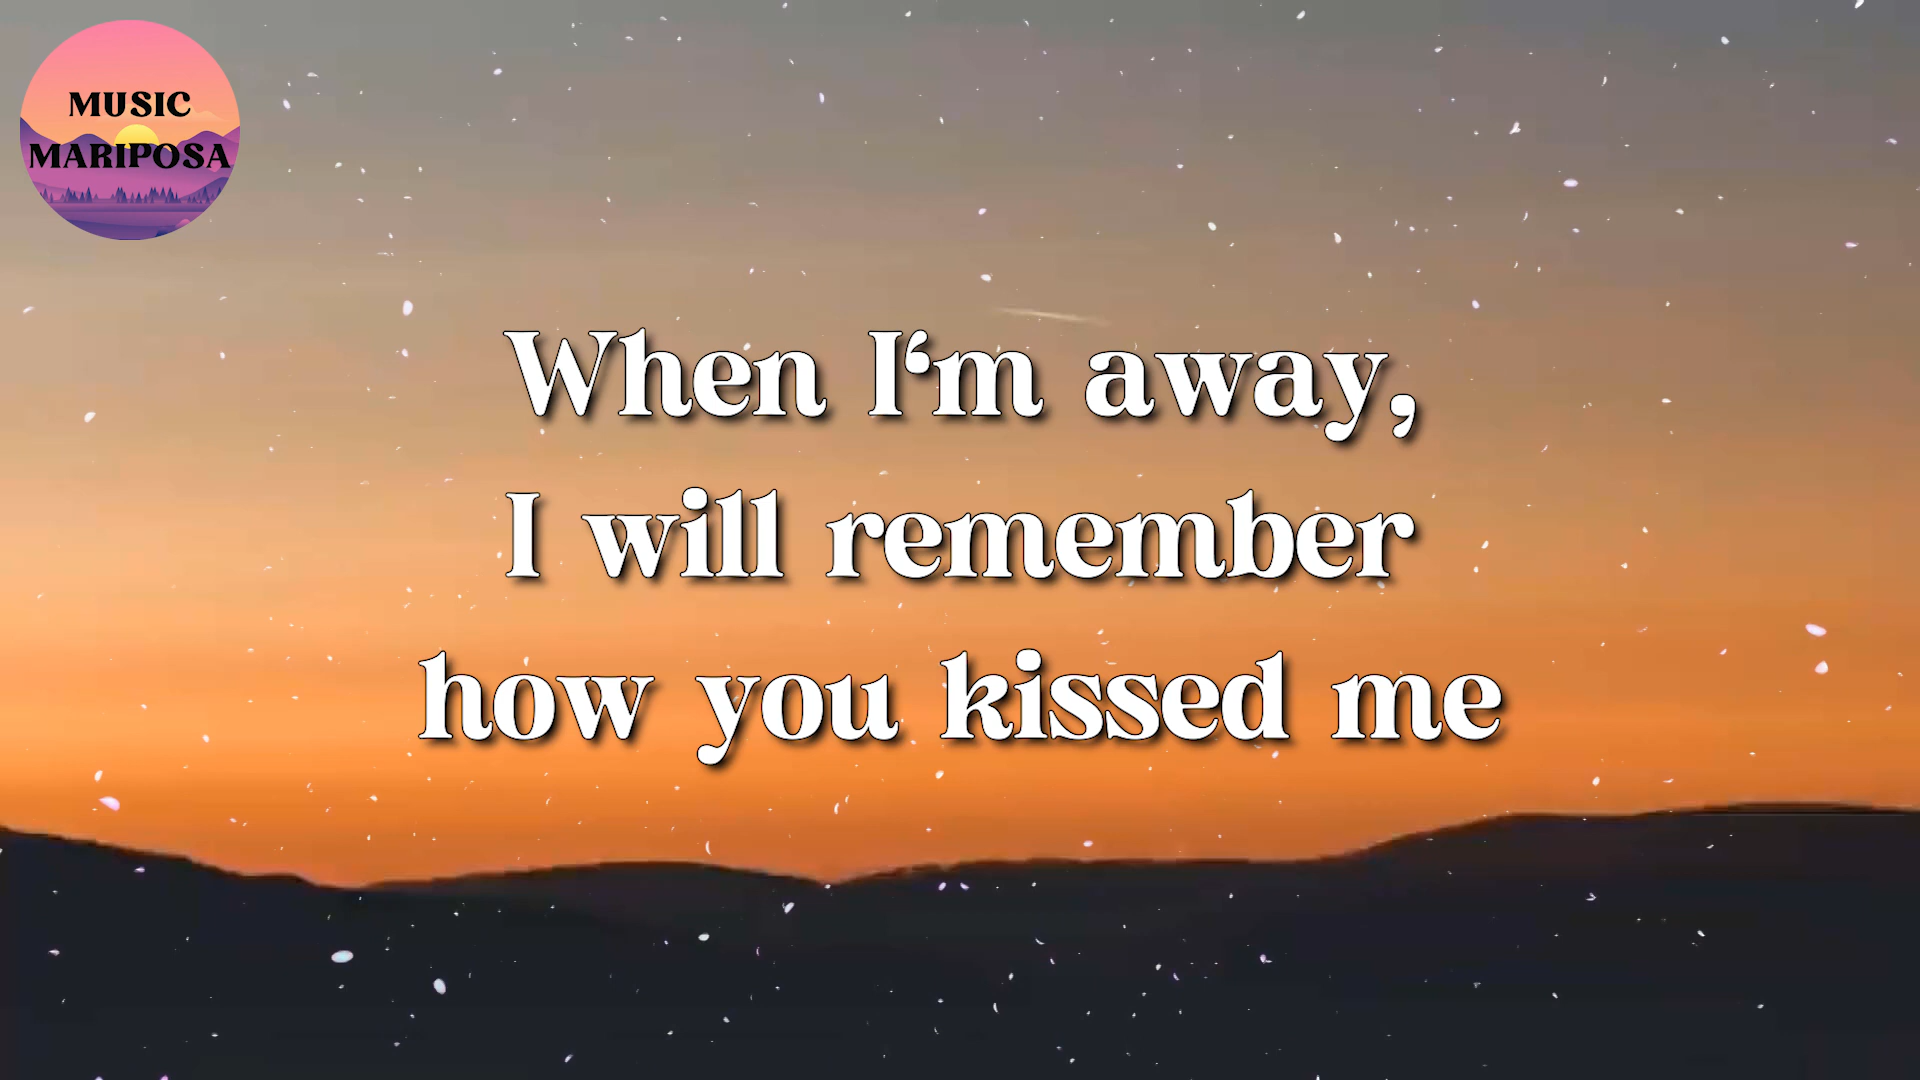 MUSIC
MARIPOSA
When I‘m away,
I will remember
how you kissed me